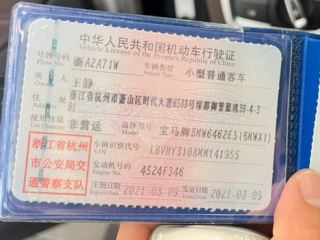 中华人民共和国机动车行驶证
Vehicle License of the People's Republic of China
号牌号码 浙A2A71W 车辆类型 小型普通客车
Plate No. Vehicle Type
所有人 王静
Owner
住址 浙江省杭州市萧山区时代大道
Address
使用性质 非营运 品牌型号 宝马牌BMW6462ES(BKWX1)
Use Character Model
浙江省杭州
市公安局交
通警察支队
车辆识别代号 LBVHY3108MM141955
VIN
发动机号码 4524F346
Engine No.
注册日期 2021-08-09 发证日期 2021-08-09
Register Date Issue Date